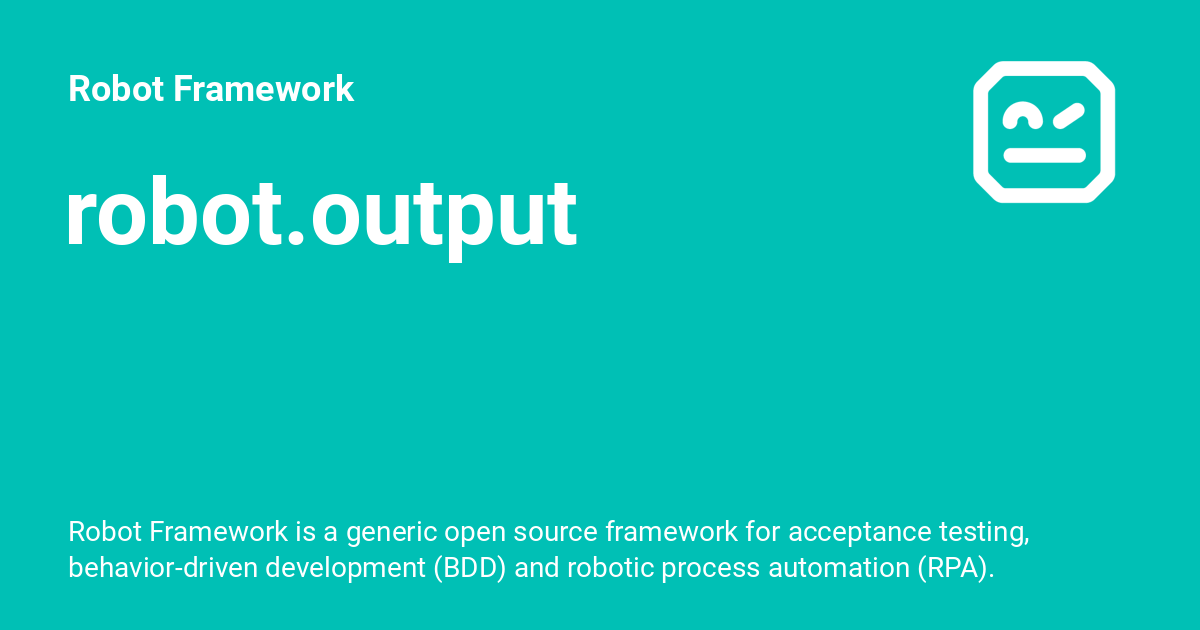 Robot Framework
robot.output
Robot Framework is a generic open source framework for acceptance testing,
behavior-driven development (BDD) and robotic process automation (RPA).